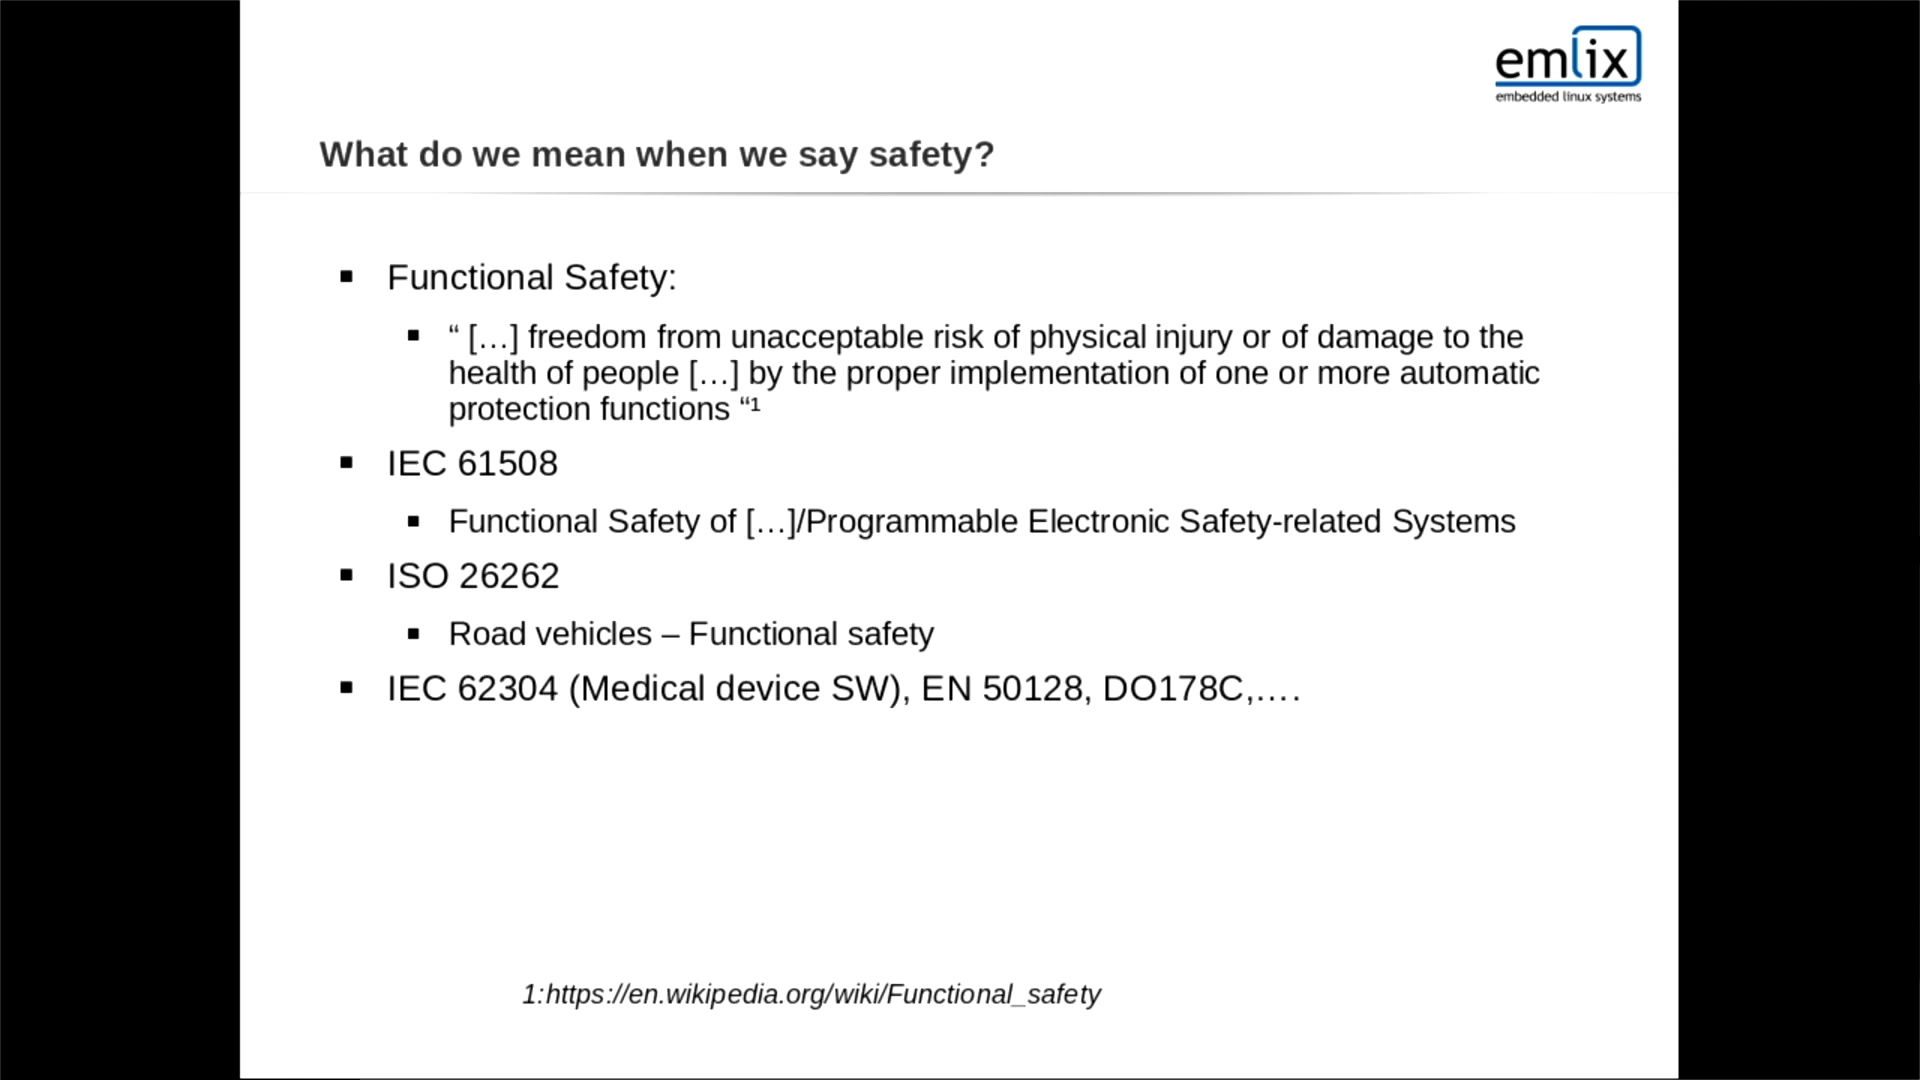 emlix
embedded linux systems
What do we mean when we say safety?
▪ Functional Safety:
▪ “ […] freedom from unacceptable risk of physical injury or of damage to the
health of people […] by the proper implementation of one or more automatic
protection functions “¹
▪ IEC 61508
▪ Functional Safety of […]/Programmable Electronic Safety-related Systems
▪ ISO 26262
▪ Road vehicles – Functional safety
▪ IEC 62304 (Medical device SW), EN 50128, DO178C,….
1:https://en.wikipedia.org/wiki/Functional_safety